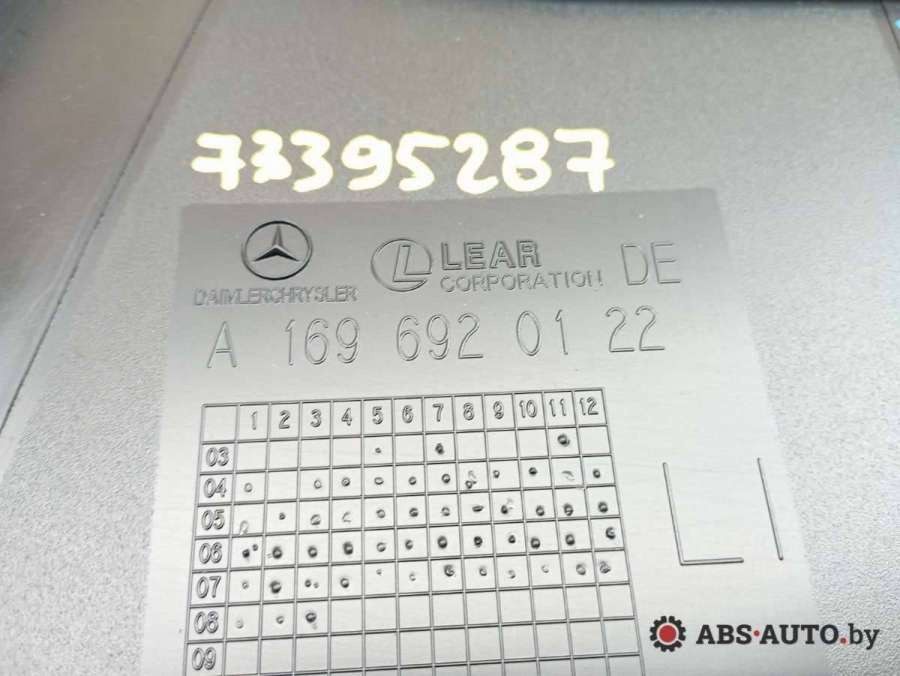 73395287
DAIMLERCHRYSLER
L LEAR CORPORATION DE
A 169 692 01 22
1 2 3 4 5 6 7 8 9 10 11 12
03
04
05
06
07
08
09
LI
ABS-AUTO.by